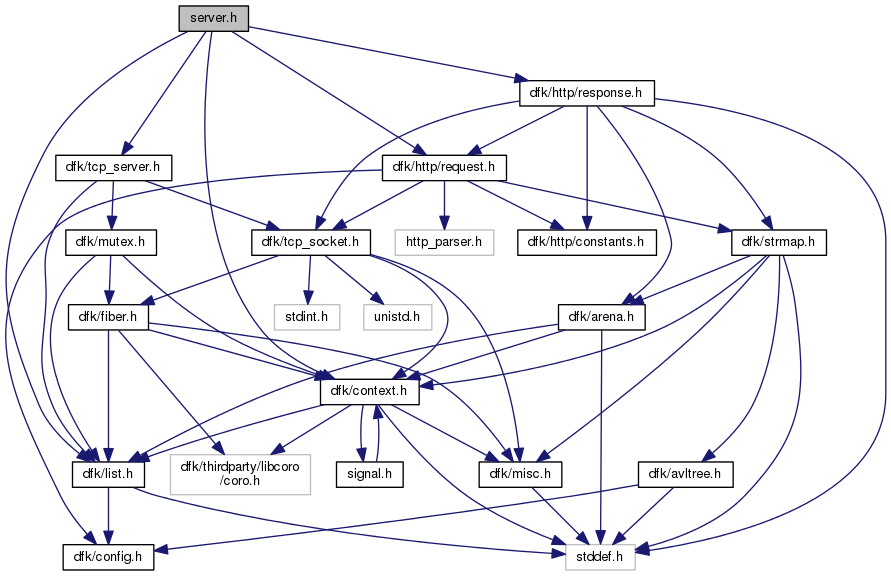 server.h
dfk/http/response.h
dfk/tcp_server.h
dfk/http/request.h
dfk/mutex.h
dfk/tcp_socket.h
http_parser.h
dfk/http/constants.h
dfk/strmap.h
dfk/fiber.h
stdint.h
unistd.h
dfk/arena.h
dfk/context.h
dfk/list.h
dfk/thirdparty/libcoro
/coro.h
signal.h
dfk/misc.h
dfk/avltree.h
dfk/config.h
stddef.h